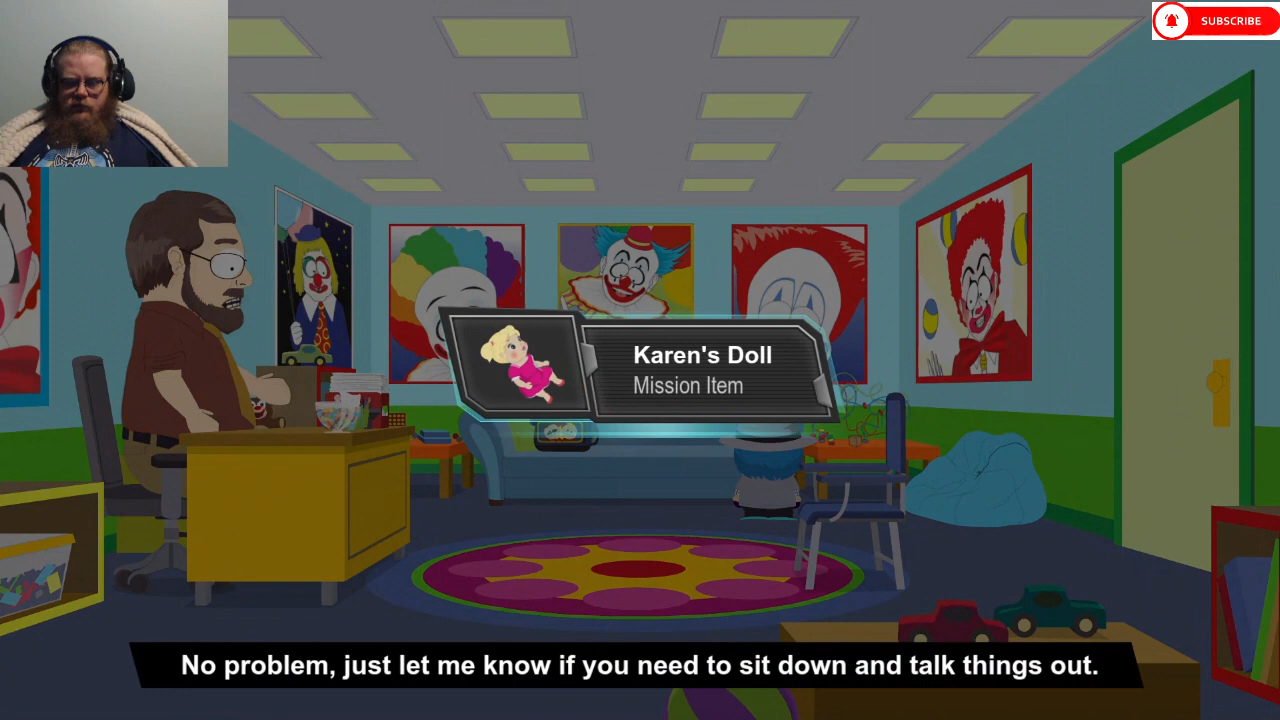 SUBSCRIBE
Karen's Doll
Mission Item
No problem, just let me know if you need to sit down and talk things out.